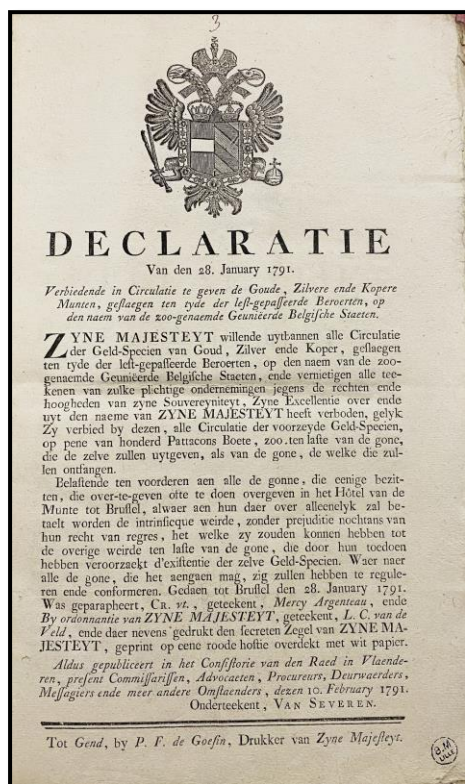 3
DECLARATIE
Van den 28. January 1791.
Verbiedende in Circulatie te geven de Goude, Zilvere ende Kopere
Munten, geslaegen ten tyde der lest-gepasseerde Beroerten, op
den naem van de zoo-genaemde Geuniëerde Belgische Staeten.
ZYNE MAJESTEYT willende uytbannen alle Circulatie
der Geld-Specien van Goud, Zilver ende Koper, geslaegen
ten tyde der lest-gepasseerde Beroerten, op den naem van de zoo-
genaemde Geuniëerde Belgische Staeten, ende vernietigen alle tee-
kenen van zulke plichtige ondernemingen jegens de rechten ende
hoogheden van zyne Souvereyniteyt, Zyne Excellentie over ende
uyt den naeme van ZYNE MAJESTEYT heeft verboden, gelyk
Zy verbied by dezen, alle Circulatie der voorzeyde Geld-Specien,
op pene van honderd Pattacons Boete, zoo ten laste van de gone,
die de zelve zullen uytgeven, als van de gone, de welke die zul-
len ontfangen.
Belastende ten voorderen aen alle de gonne, die eenige bezit-
ten, die over-te-geven ofte te doen overgeven in het Hôtel van de
Munte tot Brussel, alwaer aen hun daer over alleenelyk zal be-
taelt worden de intrinsicque weirde, zonder prejuditie nochtans van
hun recht van regres, het welke zy zouden konnen hebben tot
de overige weirde ten laste van de gone, die door hun toedoen
hebben veroorzaekt d'existentie der zelve Geld-Specien. Waer naer
alle de gone, die het aengaen mag, zig zullen hebben te regule-
ren ende conformeren. Gedaen tot Brussel den 28. January 1791.
Was geparapheert, CR. vt., geteekent, Mercy Argenteau, ende
By ordonnantie van ZYNE MAJESTEYT, geteekent, L. C. van de
Veld, ende daer nevens gedrukt den secreten Zegel van ZYNE MA-
JESTEYT, geprint op eene roode hostie overdekt met wit papier.
Aldus gepubliceert in het Consistorie van den Raed in Vlaende-
ren, present Commissarissen, Advocaeten, Procureurs, Deurwaerders,
Messagiers ende meer andere Omstaenders, dezen 10. February 1791.
Onderteekent, VAN SEVEREN.
Tot Gend, by P. F. de Goesin, Drukker van Zyne Majesteyt.
B.M
LILLE